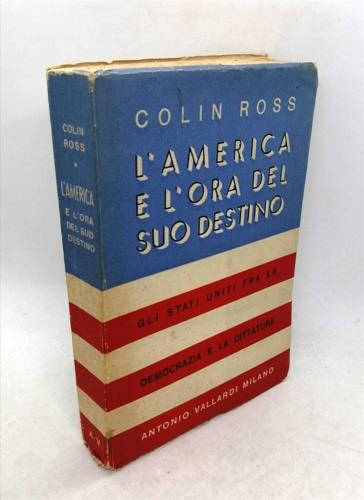 COLIN ROSS
L'AMERICA
E L'ORA DEL
SUO DESTINO
GLI STATI UNITI FRA LA
DEMOCRAZIA E LA DITTATURA
ANTONIO VALLARDI MILANO
COLIN
ROSS
L'AMERICA
E L'ORA
DEL SUO
DESTINO
A·V